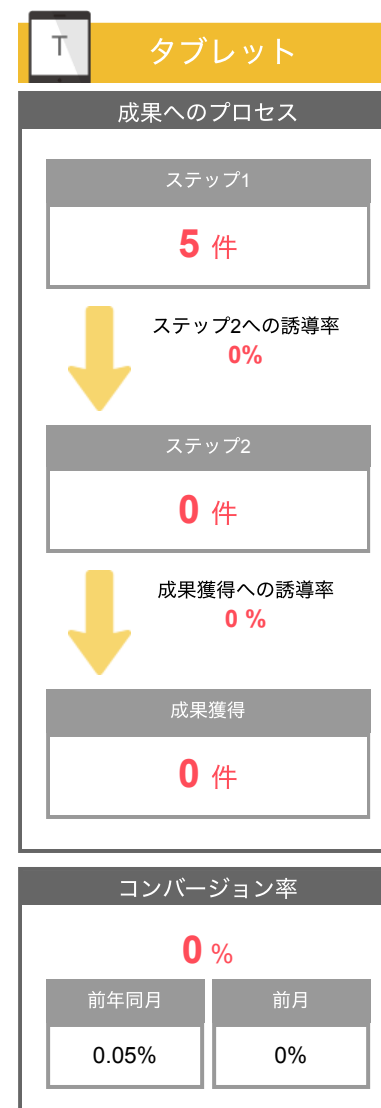 T
タブレット
成果へのプロセス
ステップ1
5 件
ステップ2への誘導率
0%
ステップ2
0 件
成果獲得への誘導率
0 %
成果獲得
0 件
コンバージョン率
0 %
前年同月 前月
0.05% 0%